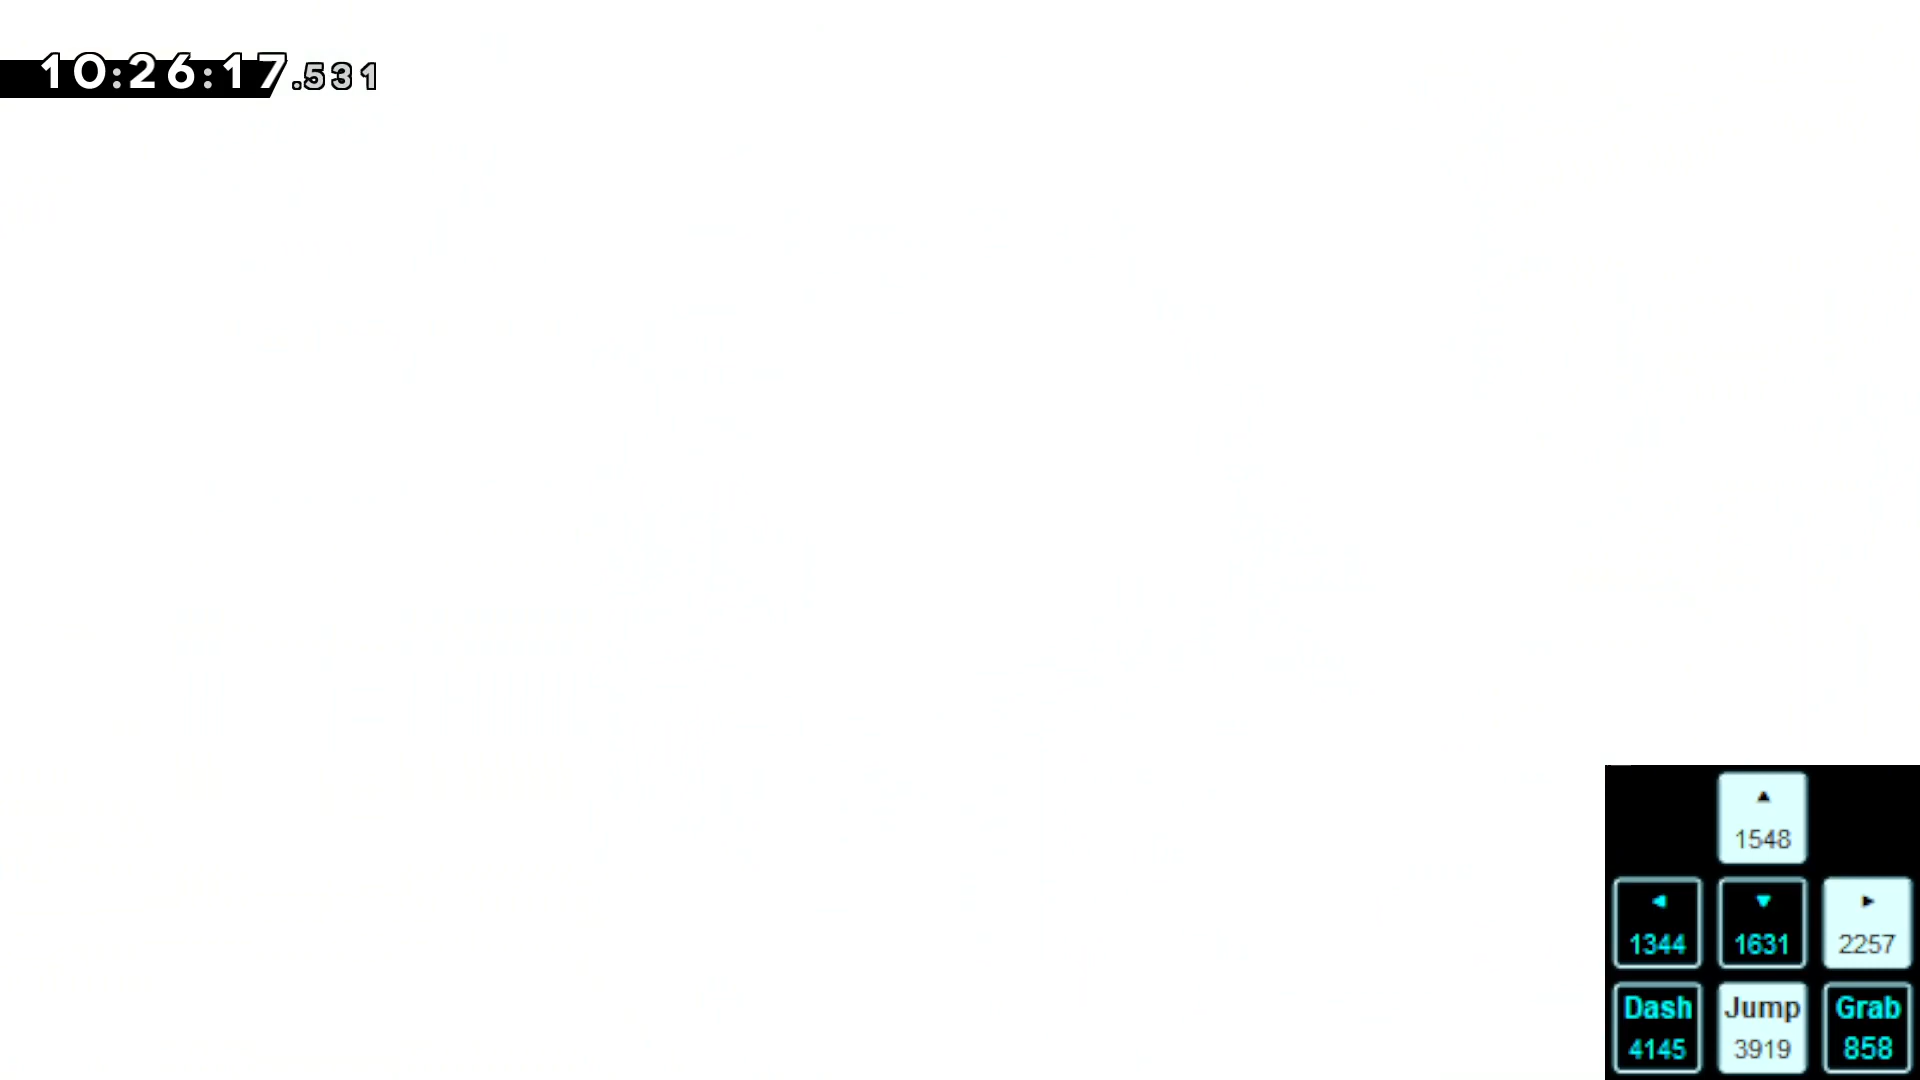 10:26:17.531
▲
1548
◄ ▼ ►
1344 1631 2257
Dash Jump Grab
4145 3919 858